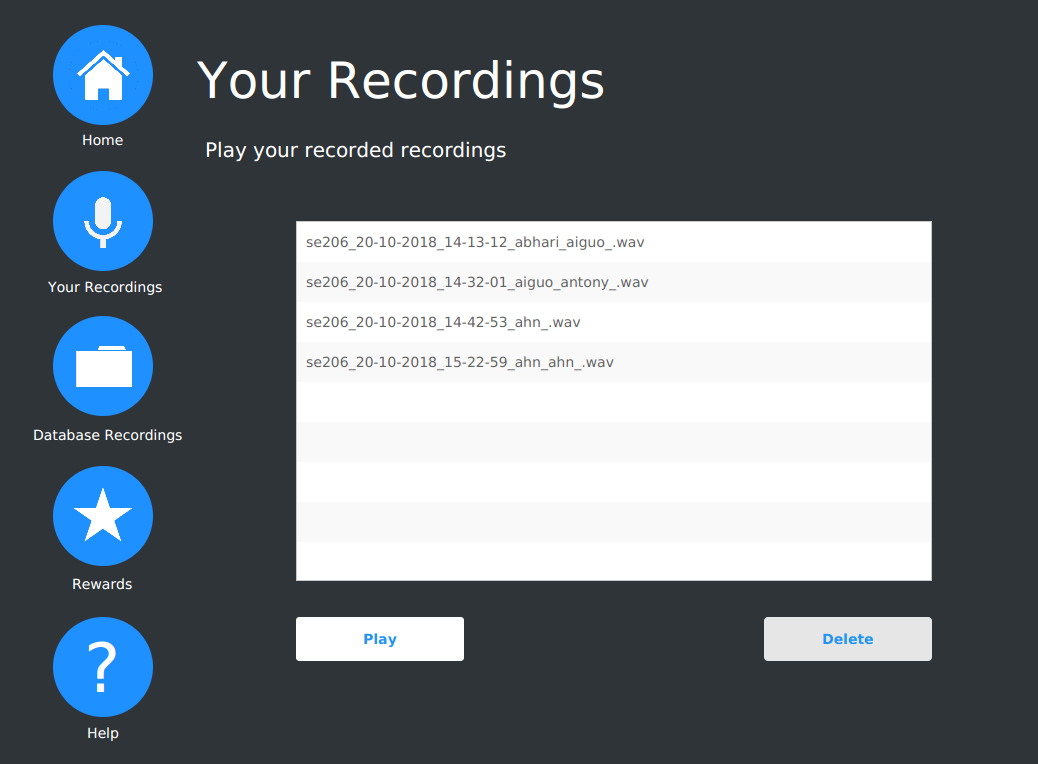 Home
Your Recordings
Database Recordings
Rewards
?
Help
Your Recordings
Play your recorded recordings
se206_20-10-2018_14-13-12_abhari_aiguo_.wav
se206_20-10-2018_14-32-01_aiguo_antony_.wav
se206_20-10-2018_14-42-53_ahn_.wav
se206_20-10-2018_15-22-59_ahn_ahn_.wav
Play
Delete